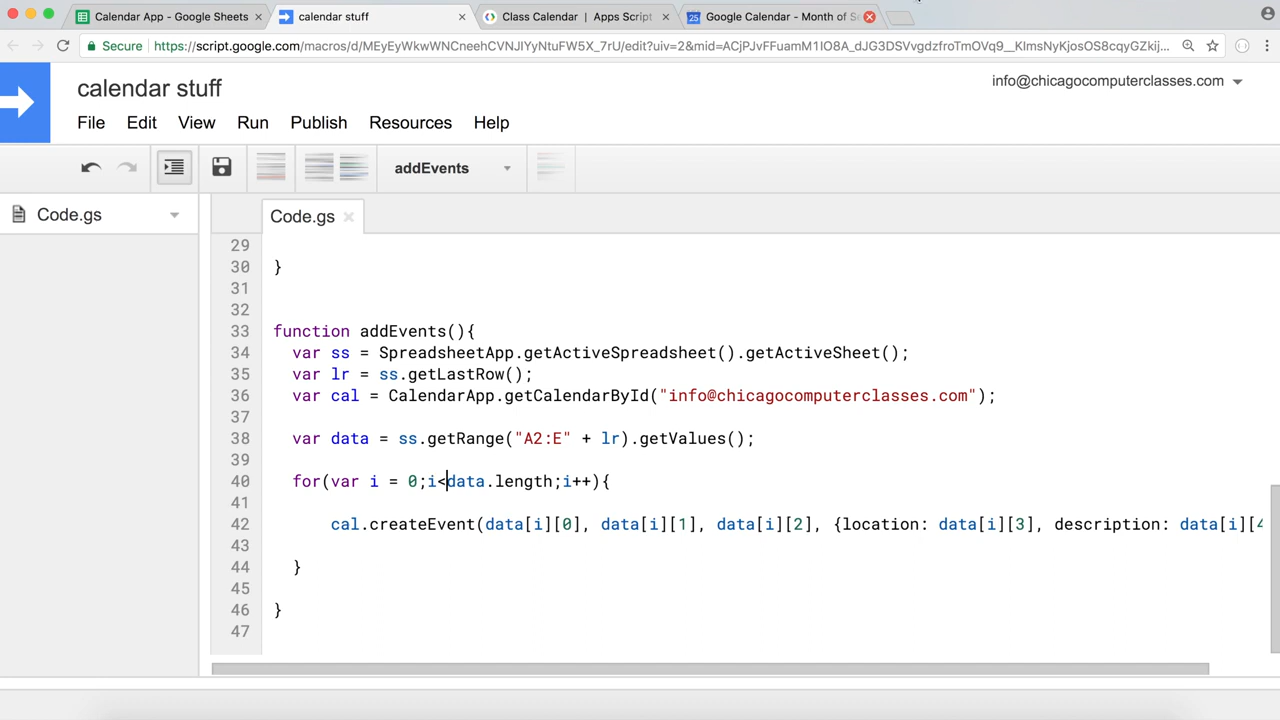 Calendar App - Google Sheets
calendar stuff
Class Calendar | Apps Script
Google Calendar - Month of Se
Secure
https://script.google.com/macros/d/MEyEyWkwWNCneehCVNJIYyNtuFW5X_7rU/edit?uiv=2&mid=ACjPJvFFuamM1IO8A_dJG3DSVvgdzfroTmOVq9__KImsNyKjosOS8cqyGZkij...
calendar stuff
info@chicagocomputerclasses.com
File Edit View Run Publish Resources Help
addEvents
Code.gs
Code.gs
29
30 }
31
32
33 function addEvents(){
34 var ss = SpreadsheetApp.getActiveSpreadsheet().getActiveSheet();
35 var lr = ss.getLastRow();
36 var cal = CalendarApp.getCalendarById("info@chicagocomputerclasses.com");
37
38 var data = ss.getRange("A2:E" + lr).getValues();
39
40 for(var i = 0;i<data.length;i++){
41
42 cal.createEvent(data[i][0], data[i][1], data[i][2], {location: data[i][3], description: data[i][4
43
44 }
45
46 }
47